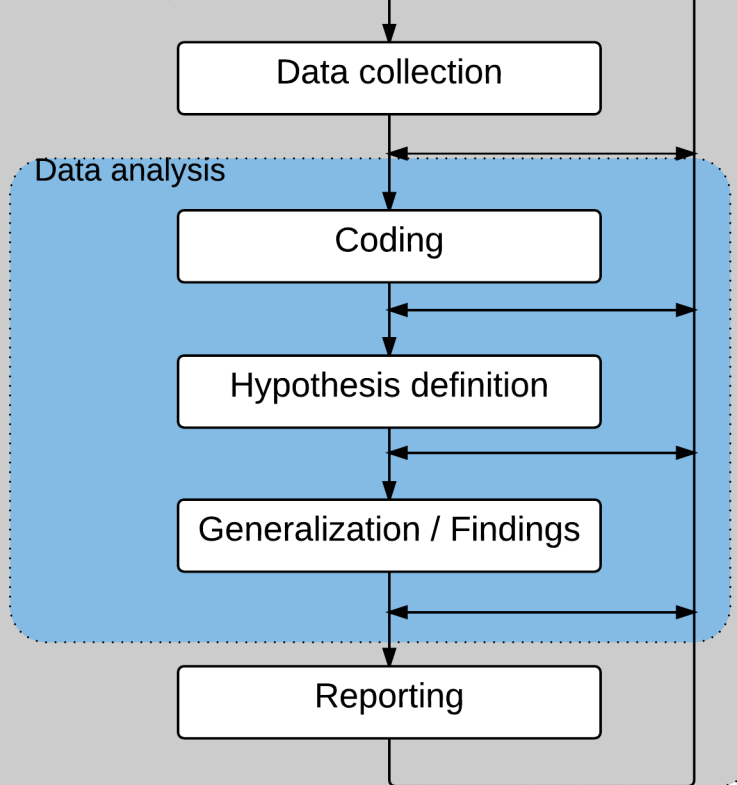 Data collection
Data analysis
Coding
Hypothesis definition
Generalization / Findings
Reporting